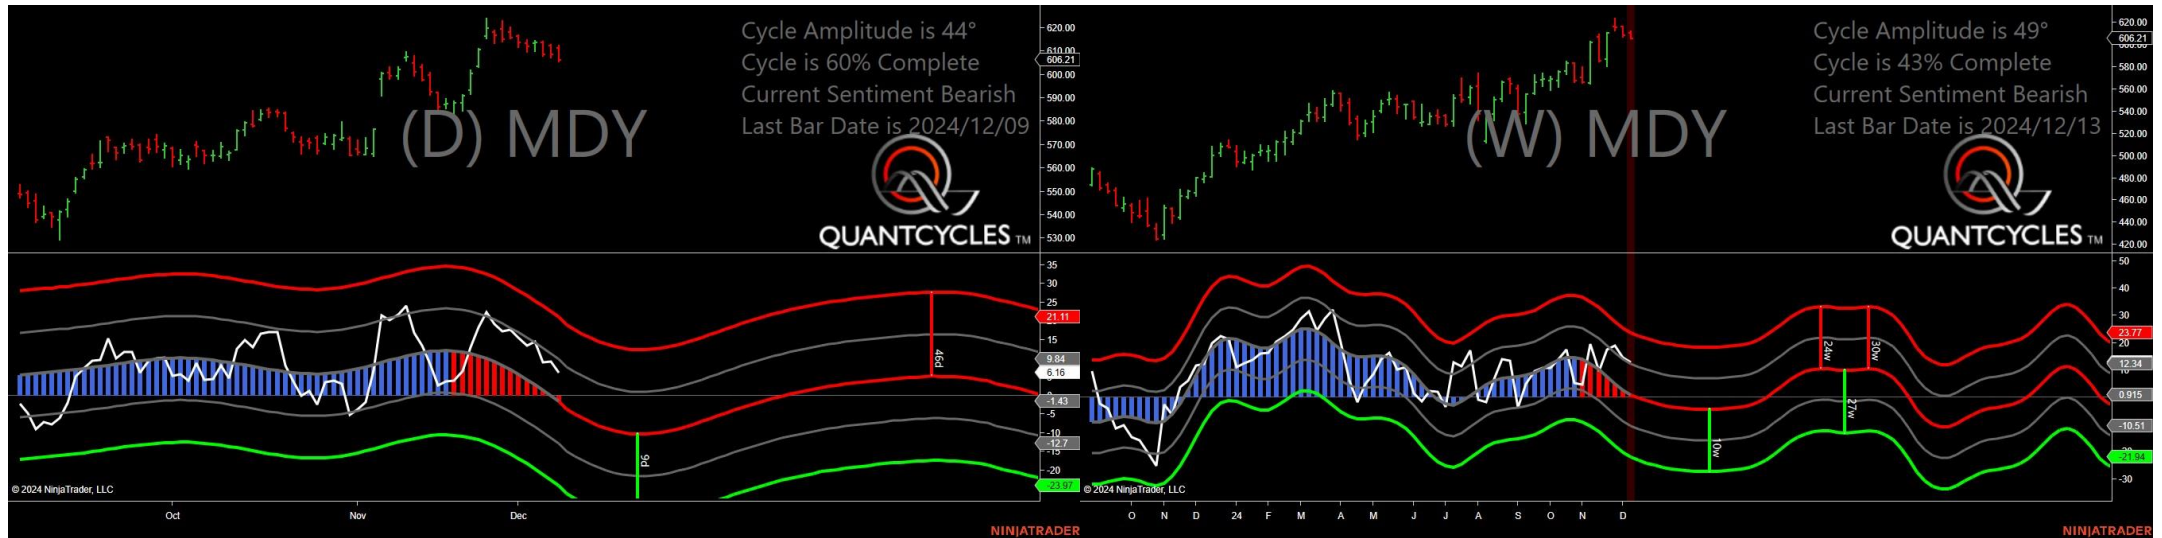 Cycle Amplitude is 44°
Cycle is 60% Complete
Current Sentiment Bearish
Last Bar Date is 2024/12/09
(D) MDY
QUANTCYCLES TM
620.00
610.00
606.21
600.00
590.00
580.00
570.00
560.00
550.00
540.00
530.00
35
30
25
21.11
15
9.84
6.16
0
-1.43
-5
-10
-12.7
-15
-20
-23.97
46d
9d
© 2024 NinjaTrader, LLC
Oct Nov Dec
NINJATRADER
Cycle Amplitude is 49°
Cycle is 43% Complete
Current Sentiment Bearish
Last Bar Date is 2024/12/13
(W) MDY
QUANTCYCLES TM
620.00
606.21
580.00
560.00
540.00
520.00
500.00
480.00
460.00
440.00
420.00
50
40
30
23.77
20
12.34
10
0.915
-10.51
-21.94
-30
24w
30w
27w
10w
© 2024 NinjaTrader, LLC
O N D 24 F M A M J J A S O N D
NINJATRADER